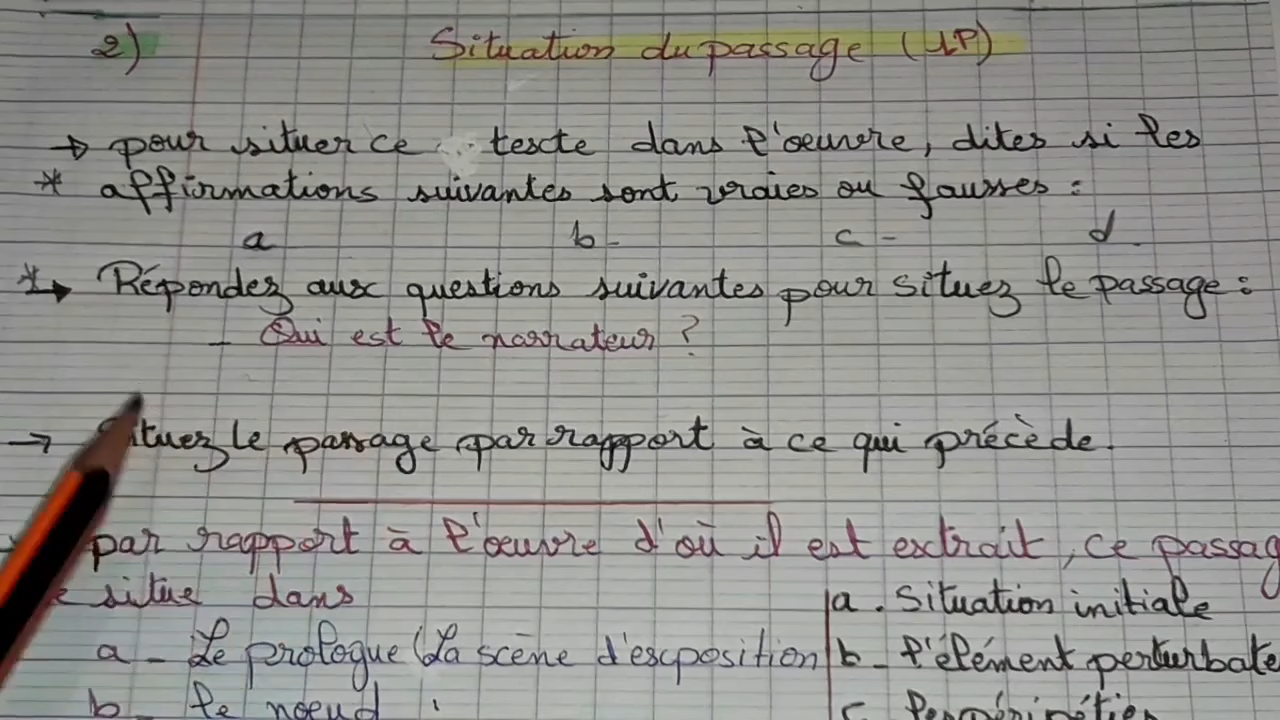 2) Situation du passage (1P)
→ pour situer ce texte dans l'oeuvre, dites si les
* affirmations suivantes sont vraies ou fausses :
a b - c - d -
* → Répondez aux questions suivantes pour situez le passage :
- Qui est le narrateur ?
→ Situez le passage par rapport à ce qui précède.
par rapport à l'oeuvre d'où il est extrait, ce passag
situe dans
a - Le prologue (La scène d'exposition
b - le noeud
a . Situation initiale
b - l'élément perturbate
c